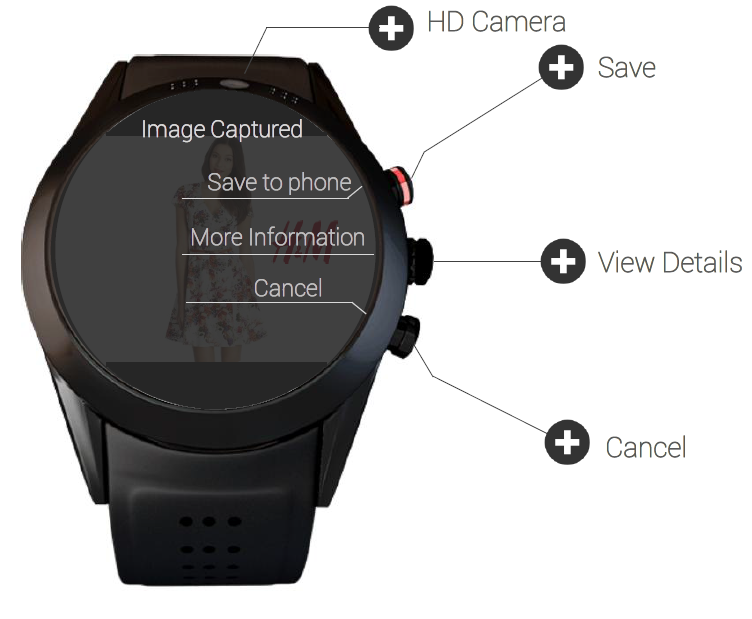 HD Camera
Save
Image Captured
Save to phone
More Information
H&M
View Details
Cancel
Cancel